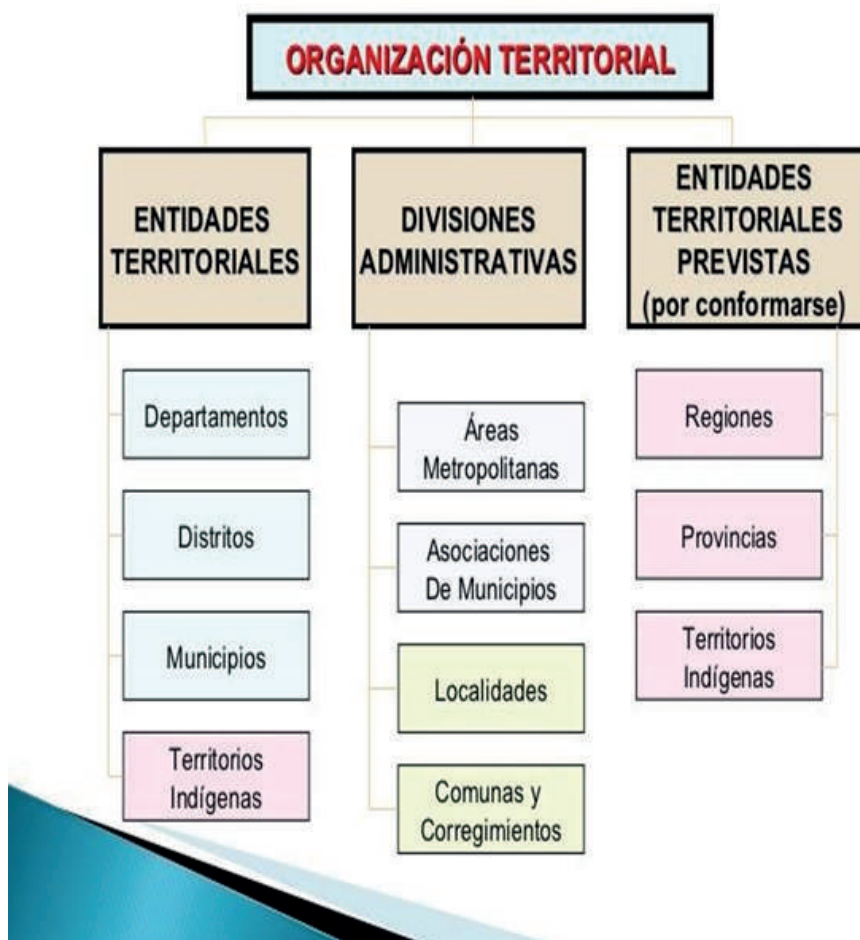 ORGANIZACIÓN TERRITORIAL
ENTIDADES
TERRITORIALES
Departamentos
Distritos
Municipios
Territorios
Indígenas
DIVISIONES
ADMINISTRATIVAS
Áreas
Metropolitanas
Asociaciones
De Municipios
Localidades
Comunas y
Corregimientos
ENTIDADES
TERRITORIALES
PREVISTAS
(por conformarse)
Regiones
Provincias
Territorios
Indígenas